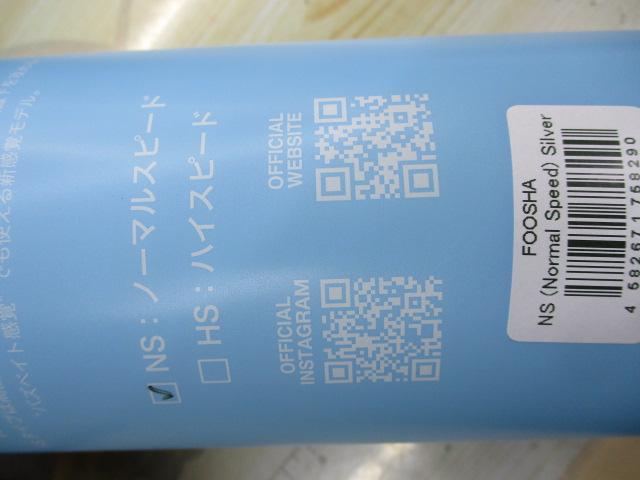 でも使える新感覚モデル。
NS：ノーマルスピード
HS：ハイスピード
OFFICIAL
WEBSITE
OFFICIAL
INSTAGRAM
FOOSHA
NS (Normal Speed) Silver
4 582671 758290